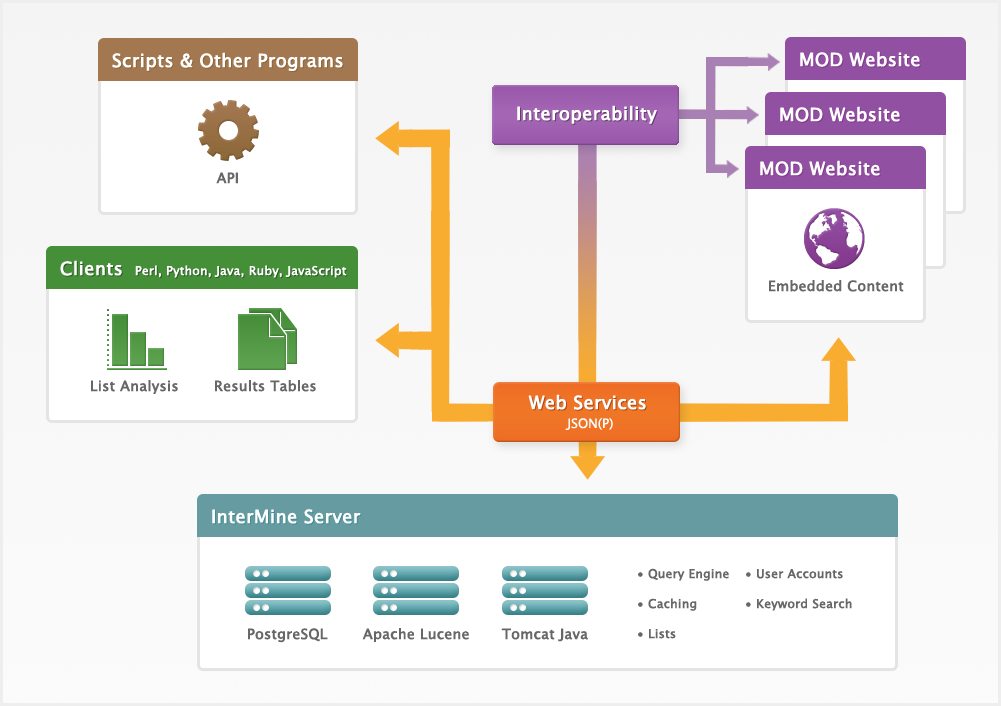 Scripts & Other Programs
API
Interoperability
MOD Website
MOD Website
MOD Website
Embedded Content
Clients Perl, Python, Java, Ruby, JavaScript
List Analysis
Results Tables
Web Services
JSON(P)
InterMine Server
PostgreSQL
Apache Lucene
Tomcat Java
• Query Engine
• Caching
• Lists
• User Accounts
• Keyword Search